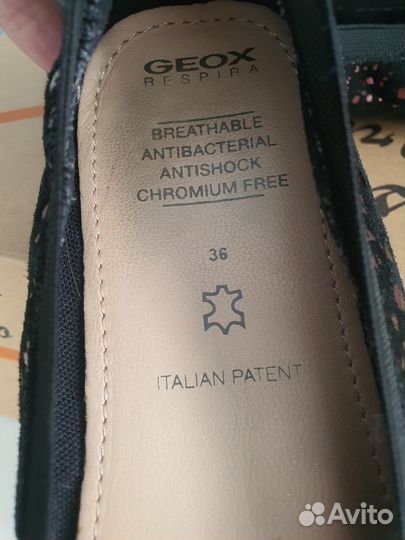 GEOX
RESPIRA
BREATHABLE
ANTIBACTERIAL
ANTISHOCK
CHROMIUM FREE
36
ITALIAN PATENT
Avito